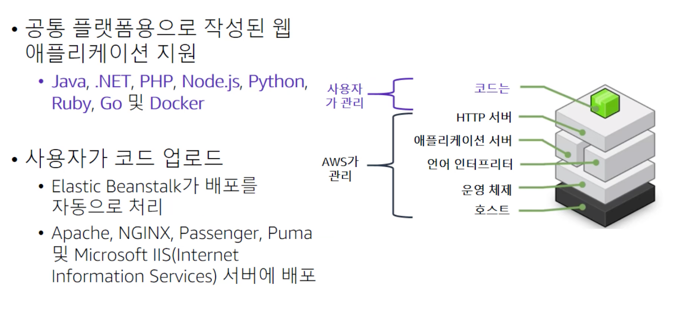 • 공통 플랫폼용으로 작성된 웹
애플리케이션 지원
• Java, .NET, PHP, Node.js, Python,
Ruby, Go 및 Docker
• 사용자가 코드 업로드
• Elastic Beanstalk가 배포를
자동으로 처리
• Apache, NGINX, Passenger, Puma
및 Microsoft IIS(Internet
Information Services) 서버에 배포
사용자
가 관리
AWS가
관리
코드는
HTTP 서버
애플리케이션 서버
언어 인터프리터
운영 체제
호스트